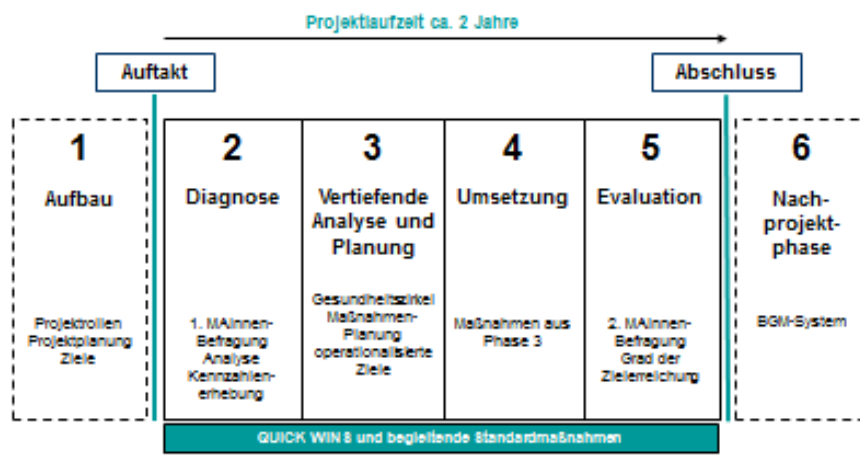 Projektlaufzeit ca. 2 Jahre
Auftakt
Abschluss
1
Aufbau
Projektrollen
Projektplanung
Ziele
2
Diagnose
1. MAInnen-
Befragung
Analyse
Kennzahlen-
erhebung
3
Vertiefende
Analyse und
Planung
Gesundheitszirkel
Maßnahmen-
Planung
operationalisierte
Ziele
4
Umsetzung
Maßnahmen aus
Phase 3
5
Evaluation
2. MAInnen-
Befragung
Grad der
Zielerreichung
6
Nach-
projekt-
phase
BGM-System
QUICK WINS und begleitende Standardmaßnahmen